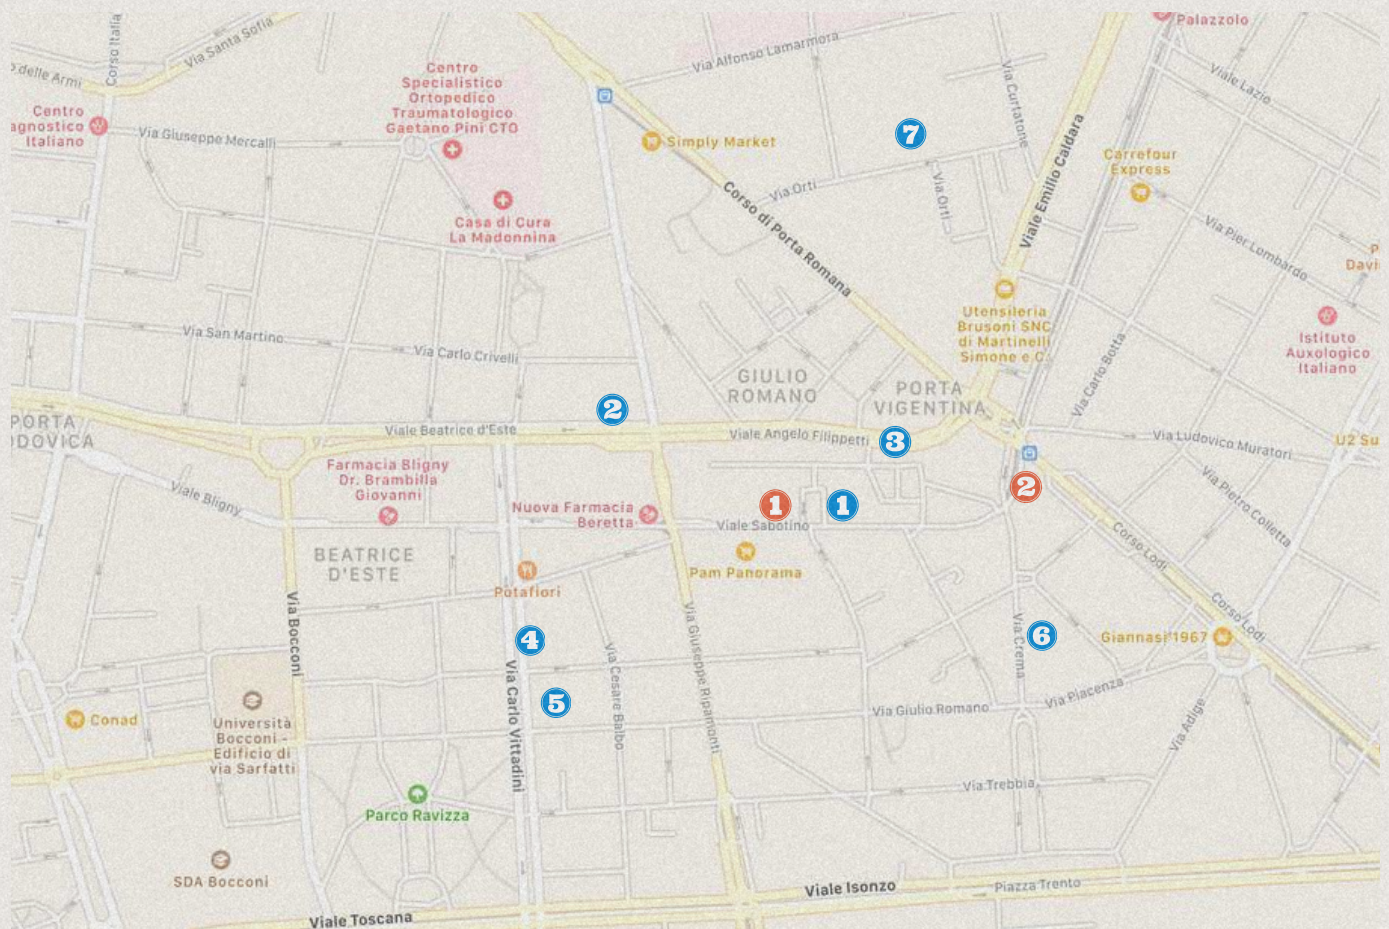 Palazzolo
Corso Italia
Via Santa Sofia
delle Armi
Via Alfonso Lamarmora
Centro
Specialistico
Ortopedico
Traumatologico
Gaetano Pini CTO
Via Curtatone
Viale Lazio
Centro
agnostico
Italiano
Via Giuseppe Mercalli
Simply Market
7
Viale Emilio Caldara
Carrefour
Express
Via Orti
Via Orti
Corso di Porta Romana
Casa di Cura
La Madonnina
Via Pier Lombardo
P
Davi
Utensileria
Brusoni SNC
di Martinelli
Simone e C.
Istituto
Auxologico
Italiano
Via San Martino
Via Carlo Crivelli
Via Carlo Botta
GIULIO
ROMANO
PORTA
VIGENTINA
2
PORTA
DOVICA
Viale Beatrice d'Este
Viale Angelo Filippetti
3
Via Ludovico Muratori
U2 Su
Farmacia Bligny
Dr. Brambilla
Giovanni
Viale Bligny
Nuova Farmacia
Beretta
1
1
2
Viale Sabotino
Via Pietro Colletta
Corso Lodi
BEATRICE
D'ESTE
Pam Panorama
Potafiori
Via Bocconi
Via Giuseppe Ripamonti
Corso Lodi
4
Via Crema
6
Giannasi 1967
Via Cesare Balbo
Via Carlo Vittadini
5
Via Piacenza
Via Giulio Romano
Via Adige
Conad
Università
Bocconi -
Edificio di
via Sarfatti
Via Trebbia
Parco Ravizza
SDA Bocconi
Viale Isonzo
Piazza Trento
Viale Toscana